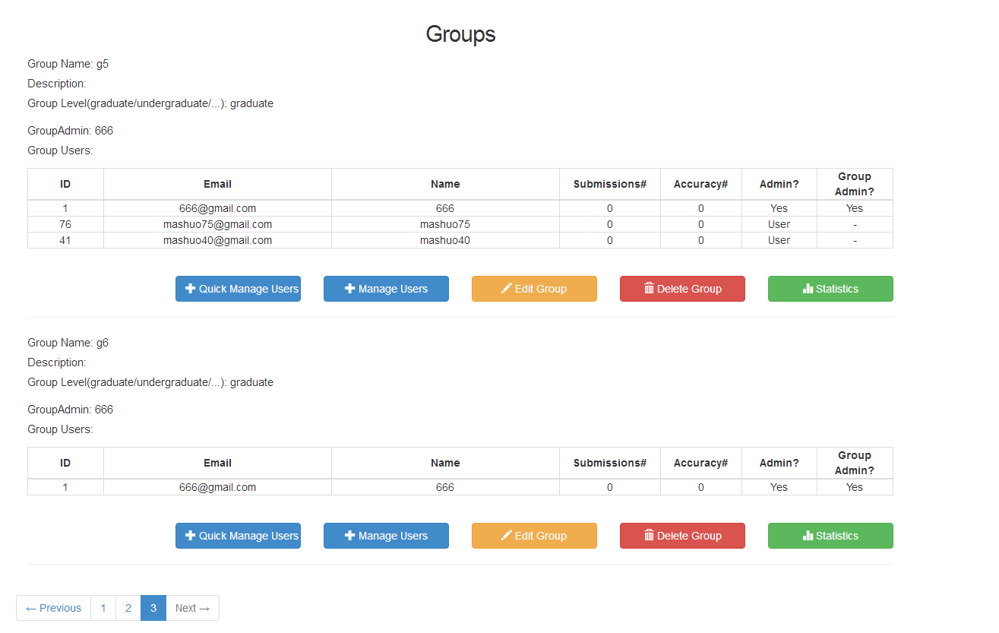 Groups
Group Name: g5
Description:
Group Level(graduate/undergraduate/...): graduate
GroupAdmin: 666
Group Users:
ID Email Name Submissions# Accuracy# Admin? Group Admin?
1 666@gmail.com 666 0 0 Yes Yes
76 mashuo75@gmail.com mashuo75 0 0 User -
41 mashuo40@gmail.com mashuo40 0 0 User -
Quick Manage Users Manage Users Edit Group Delete Group Statistics
Group Name: g6
Description:
Group Level(graduate/undergraduate/...): graduate
GroupAdmin: 666
Group Users:
ID Email Name Submissions# Accuracy# Admin? Group Admin?
1 666@gmail.com 666 0 0 Yes Yes
Quick Manage Users Manage Users Edit Group Delete Group Statistics
← Previous 1 2 3 Next →